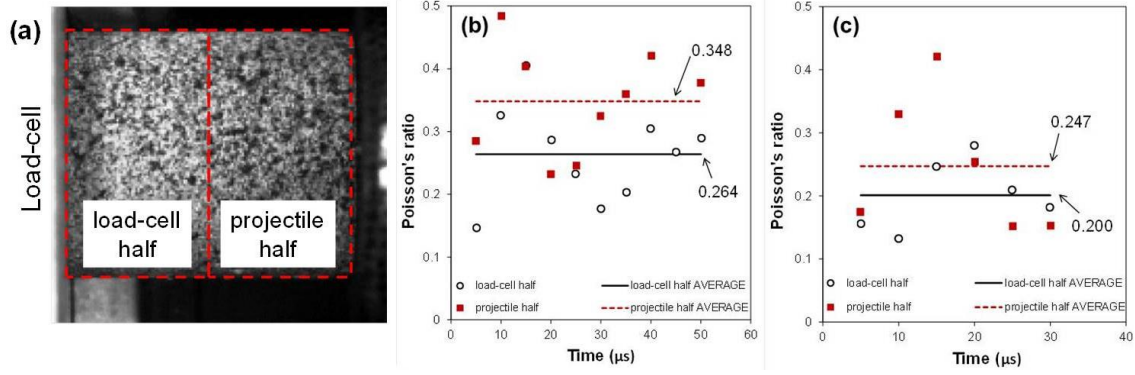 (a)
Load-cell
load-cell
half
projectile
half
(b)
Poisson's ratio
0.5
0.4
0.3
0.2
0.1
0
0.348
0.264
load-cell half
load-cell half AVERAGE
projectile half
projectile half AVERAGE
0
10
20
30
40
50
60
Time (μs)
(c)
Poisson's ratio
0.5
0.4
0.3
0.2
0.1
0
0.247
0.200
load-cell half
load-cell half AVERAGE
projectile half
projectile half AVERAGE
0
10
20
30
40
Time (μs)